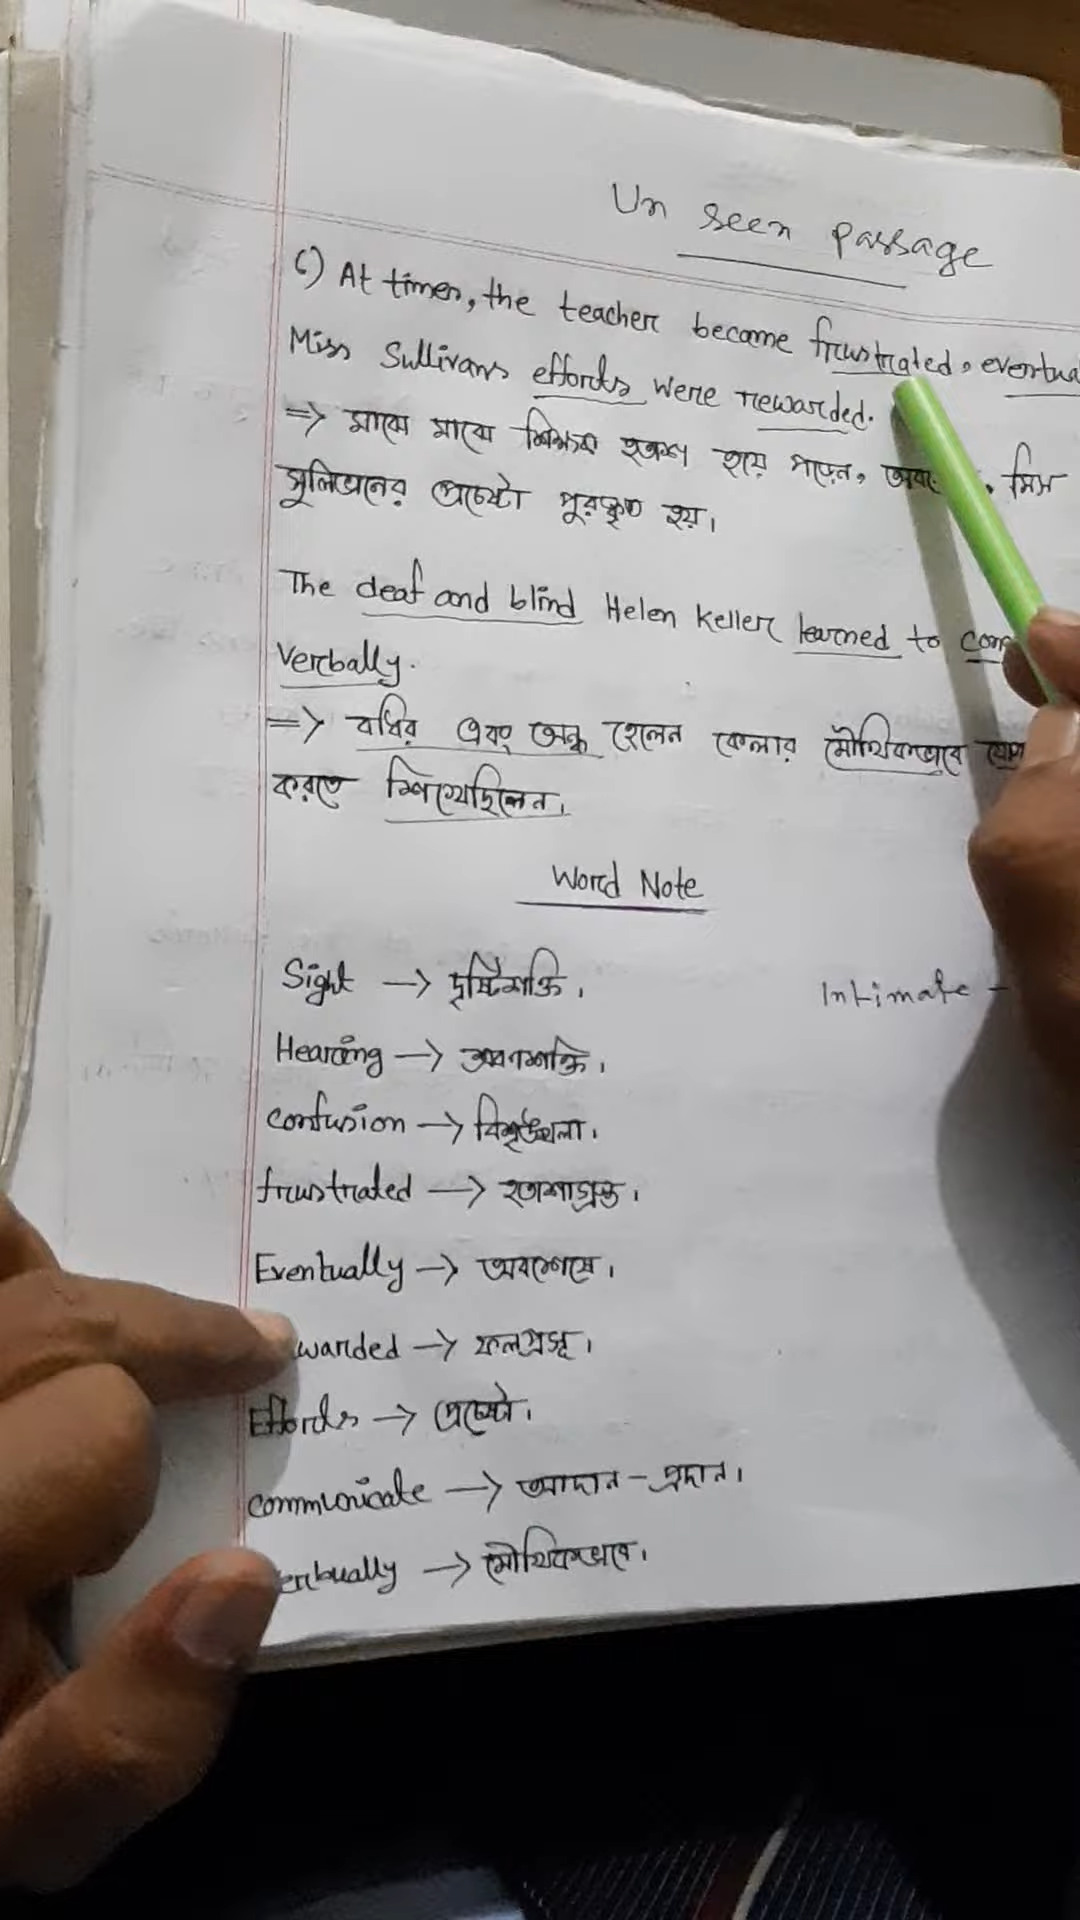 Un seen passage
C) At times, the teacher became frustrated, eventua
Miss Sullivans efforts were rewarded.
=> মাঝে মাঝে শিক্ষক হতাশ হয়ে পড়েন, মিস
সুলিভানের প্রচেষ্টা পুরস্কৃত হয়।
The deaf and blind Helen Keller learned to com
Verbally.
=> বধির এবং অন্ধ হেলেন কেলার মৌখিকভাবে যোগ
করতে শিখেছিলেন।
Word Note
Sight → দৃষ্টিশক্তি।
Intimate -
Hearing → শ্রবণশক্তি।
Confusion → বিশৃঙ্খলা।
frustrated → হতাশাগ্রস্ত।
Eventually → অবশেষে।
warded → ফলপ্রসূ।
Efforts → প্রচেষ্টা।
communicate → আদান-প্রদান।
erbually → মৌখিকভাবে।